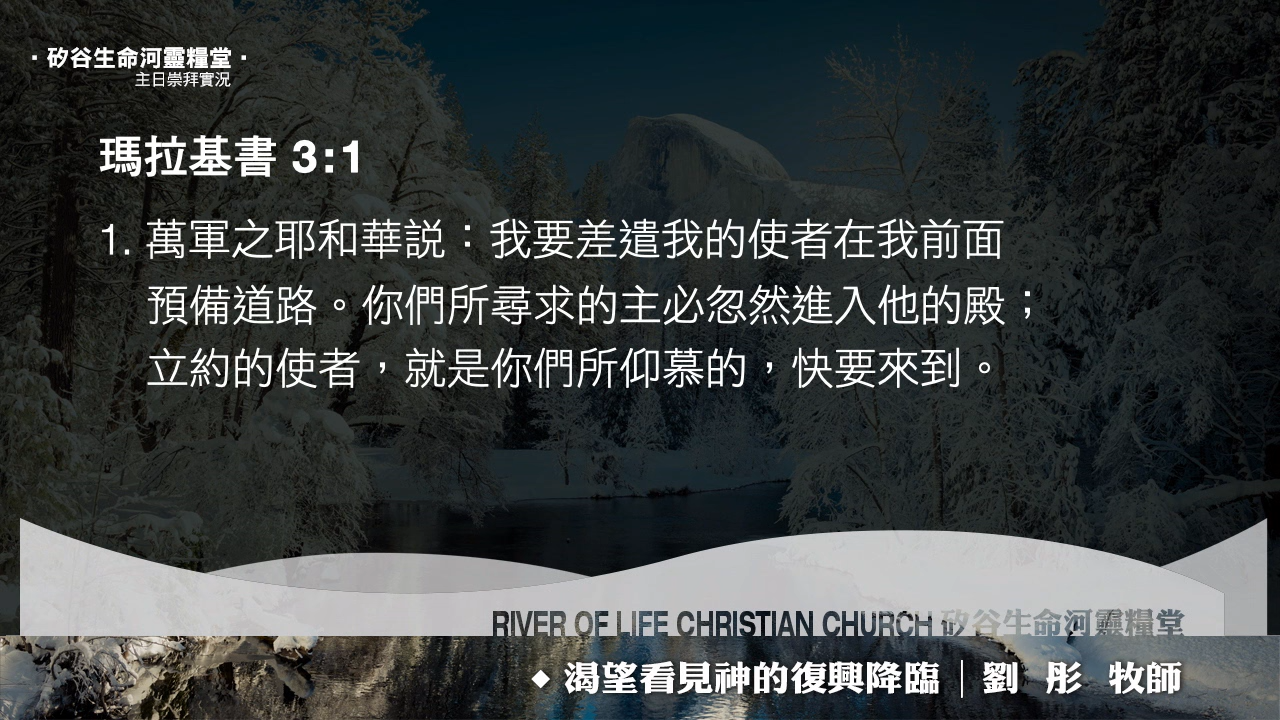 ·矽谷生命河靈糧堂·
主日崇拜實況
瑪拉基書 3:1
1. 萬軍之耶和華説：我要差遣我的使者在我前面
預備道路。你們所尋求的主必忽然進入他的殿；
立約的使者，就是你們所仰慕的，快要來到。
RIVER OF LIFE CHRISTIAN CHURCH 矽谷生命河靈糧堂
◆ 渴望看見神的復興降臨｜劉 彤 牧師